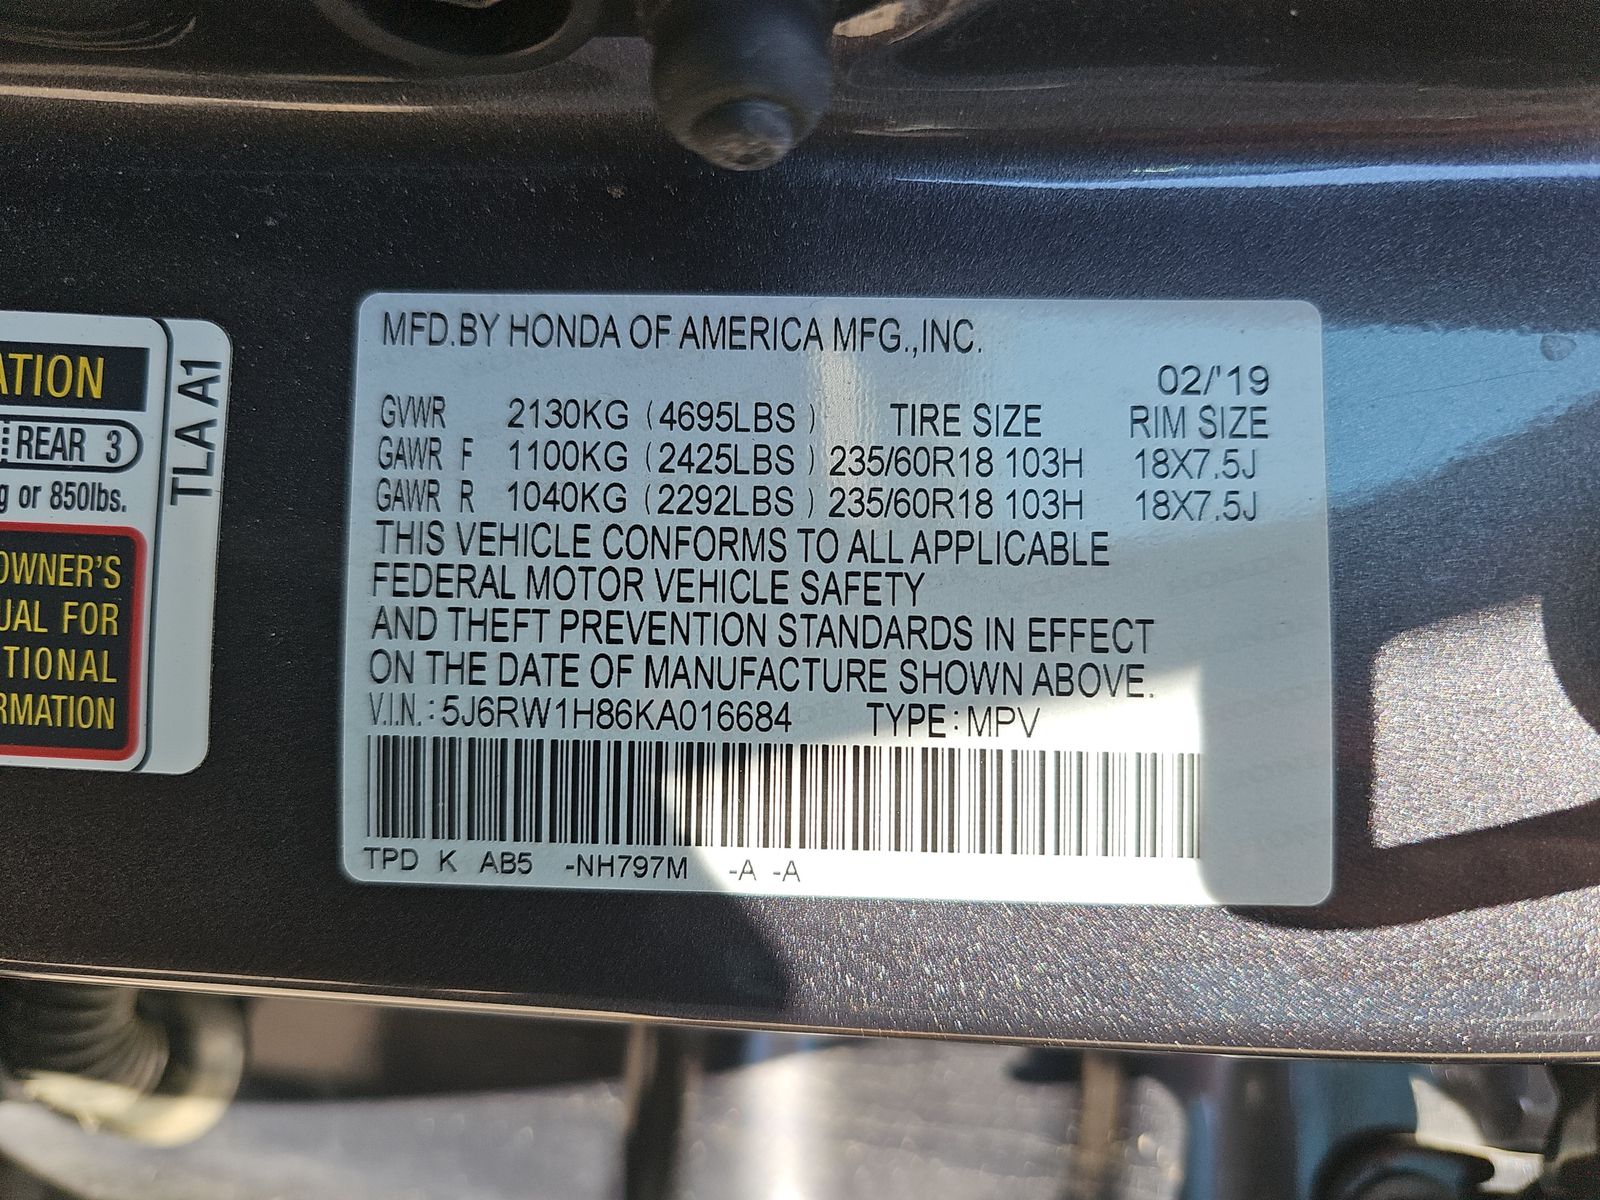 MFD.BY HONDA OF AMERICA MFG.,INC.
02/'19
GVWR 2130KG (4695LBS ) TIRE SIZE RIM SIZE
GAWR F 1100KG (2425LBS ) 235/60R18 103H 18X7.5J
GAWR R 1040KG (2292LBS ) 235/60R18 103H 18X7.5J
THIS VEHICLE CONFORMS TO ALL APPLICABLE
FEDERAL MOTOR VEHICLE SAFETY
AND THEFT PREVENTION STANDARDS IN EFFECT
ON THE DATE OF MANUFACTURE SHOWN ABOVE.
V.I.N.: 5J6RW1H86KA016684 TYPE: MPV
TPD K AB5 -NH797M -A -A
ATION
REAR 3
g or 850lbs.
OWNER'S
UAL FOR
TIONAL
RMATION
TLA A1